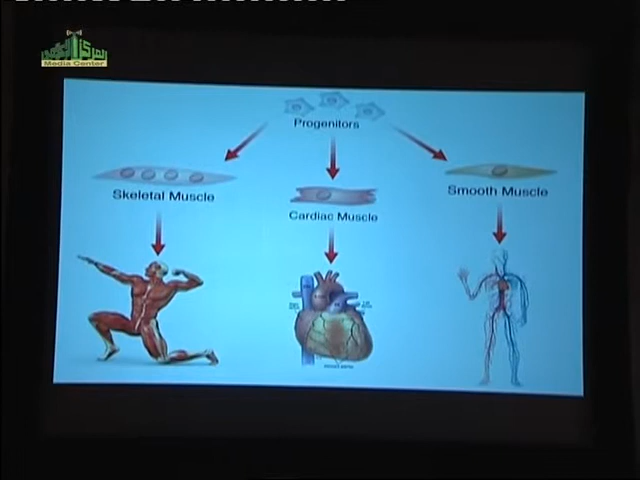 Media Center
Progenitors
Skeletal Muscle
Cardiac Muscle
Smooth Muscle